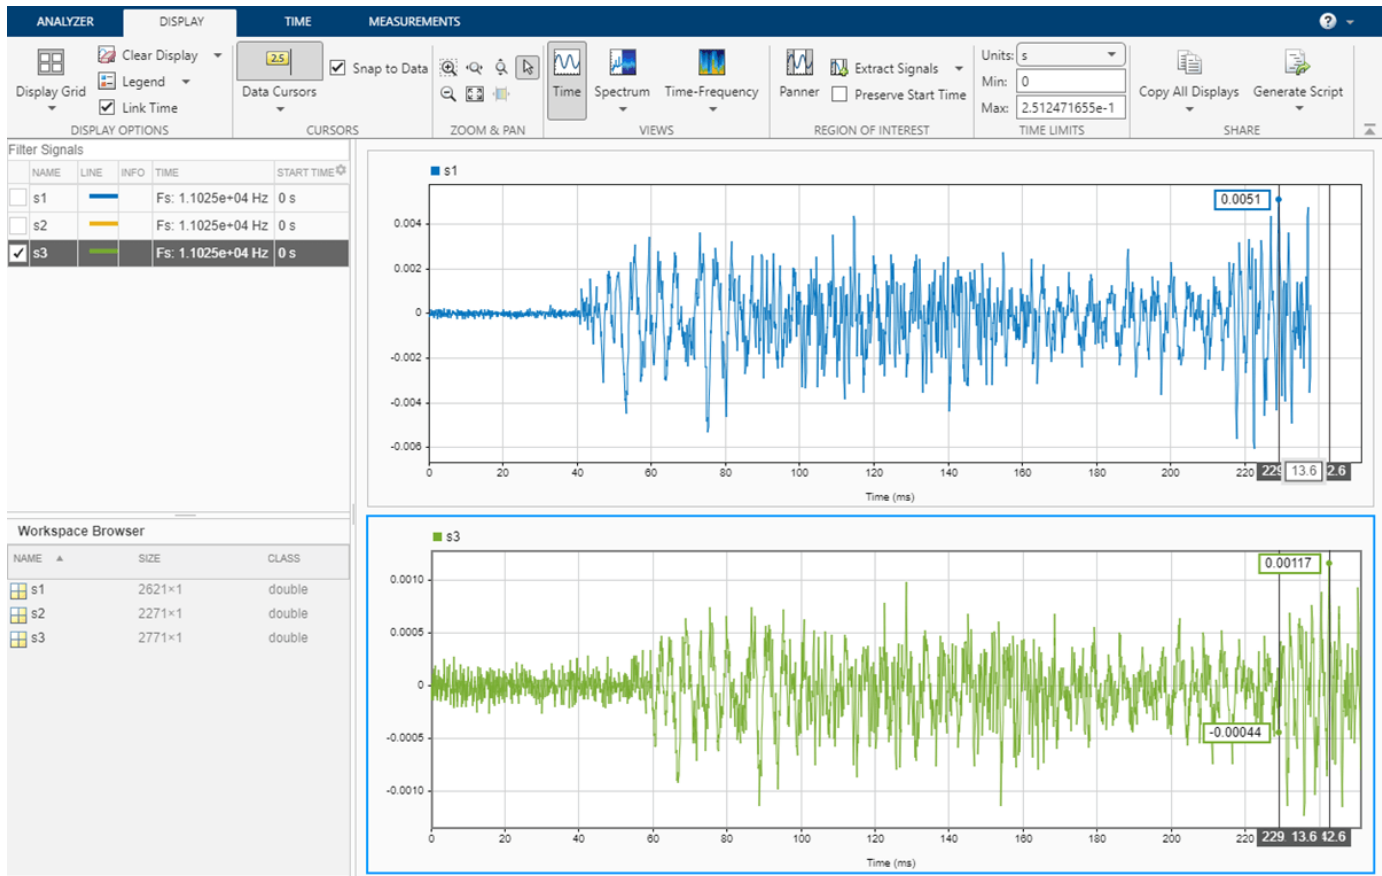 ANALYZER DISPLAY TIME MEASUREMENTS ?
Display Grid
Clear Display
Legend
Link Time
DISPLAY OPTIONS
2.5
Data Cursors
Snap to Data
CURSORS
ZOOM & PAN
Time Spectrum Time-Frequency
VIEWS
Panner
Extract Signals
Preserve Start Time
REGION OF INTEREST
Units: s
Min: 0
Max: 2.512471655e-1
TIME LIMITS
Copy All Displays Generate Script
SHARE
Filter Signals
NAME LINE INFO TIME START TIME
s1 Fs: 1.1025e+04 Hz 0 s
s2 Fs: 1.1025e+04 Hz 0 s
s3 Fs: 1.1025e+04 Hz 0 s
Workspace Browser
NAME SIZE CLASS
s1 2621×1 double
s2 2271×1 double
s3 2771×1 double
s1
0.0051
0.004
0.002
0
-0.002
-0.004
-0.006
0 20 40 60 80 100 120 140 160 180 200 220 229 13.6 2.6
Time (ms)
s3
0.00117
0.0010
0.0005
0
-0.0005
-0.00044
-0.0010
0 20 40 60 80 100 120 140 160 180 200 220 229. 13.6 42.6
Time (ms)